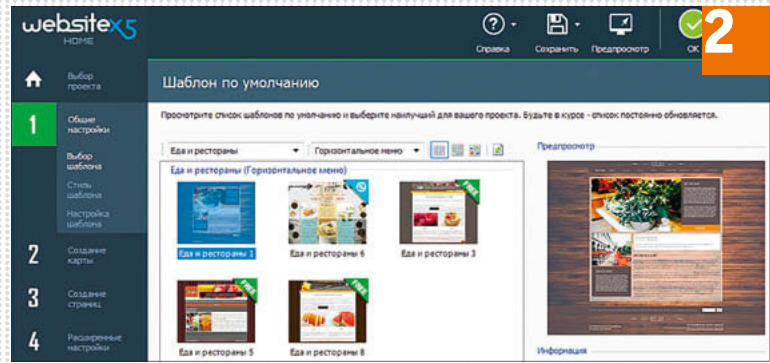 websitex5
HOME
Справка
Сохранить
Предпросмотр
ОК
2
Выбор
проекта
Шаблон по умолчанию
1
Общие
настройки
Просмотрите список шаблонов по умолчанию и выберите наилучший для вашего проекта. Будьте в курсе - список постоянно обновляется.
Выбор
шаблона
Стиль
шаблона
Настройка
шаблона
Еда и рестораны
Горизонтальное меню
Предпросмотр
Еда и рестораны (Горизонтальное меню)
FREE
Еда и рестораны 1
Еда и рестораны 6
Еда и рестораны 3
2
Создание
карты
3
Создание
страниц
FREE
FREE
4
Расширенные
настройки
Еда и рестораны 5
Еда и рестораны 8
Информация